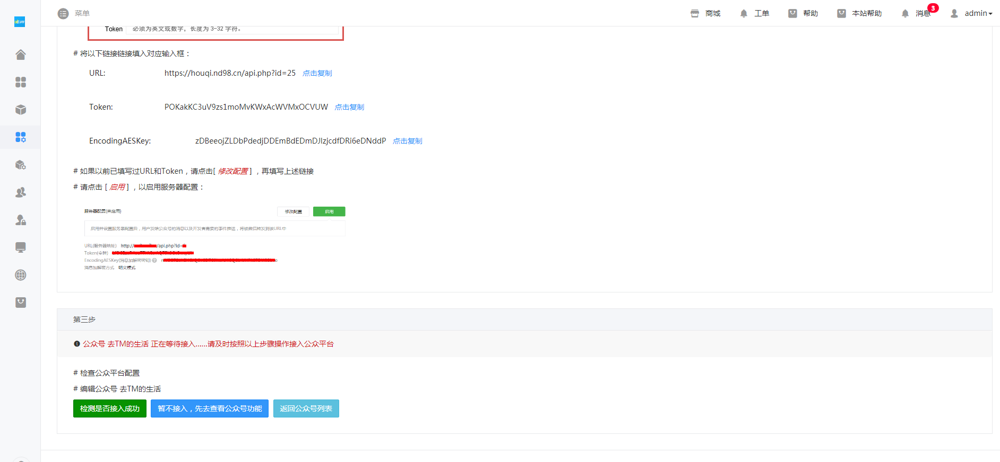 菜单
商城
工单
帮助
本站帮助
消息 3
admin
Token 必须为英文或数字，长度为 3-32 字符。
# 将以下链接链接填入对应输入框：
URL: https://houqi.nd98.cn/api.php?id=25 点击复制
Token: POKakKC3uV9zs1moMvKWxAcWVMxOCVUW 点击复制
EncodingAESKey: zDBeeojZLDbPdedjDDEmBdEDmDJIzjcdfDRi6eDNddP 点击复制
# 如果以前已填写过URL和Token，请点击[ 修改配置 ] ，再填写上述链接
# 请点击 [ 启用 ] ，以启用服务器配置：
服务器配置(未启用)
修改配置
启用
启用并设置服务器配置后，用户发给公众号的消息以及开发者需要的事件推送，将被微信转发到该URL中
URL(服务器地址) http:// /api.php?id=
Token(令牌)
EncodingAESKey(消息加解密密钥)
消息加解密方式 明文模式
第三步
公众号 去TM的生活 正在等待接入......请及时按照以上步骤操作接入公众平台
# 检查公众平台配置
# 编辑公众号 去TM的生活
检测是否接入成功
暂不接入，先去查看公众号功能
返回公众号列表